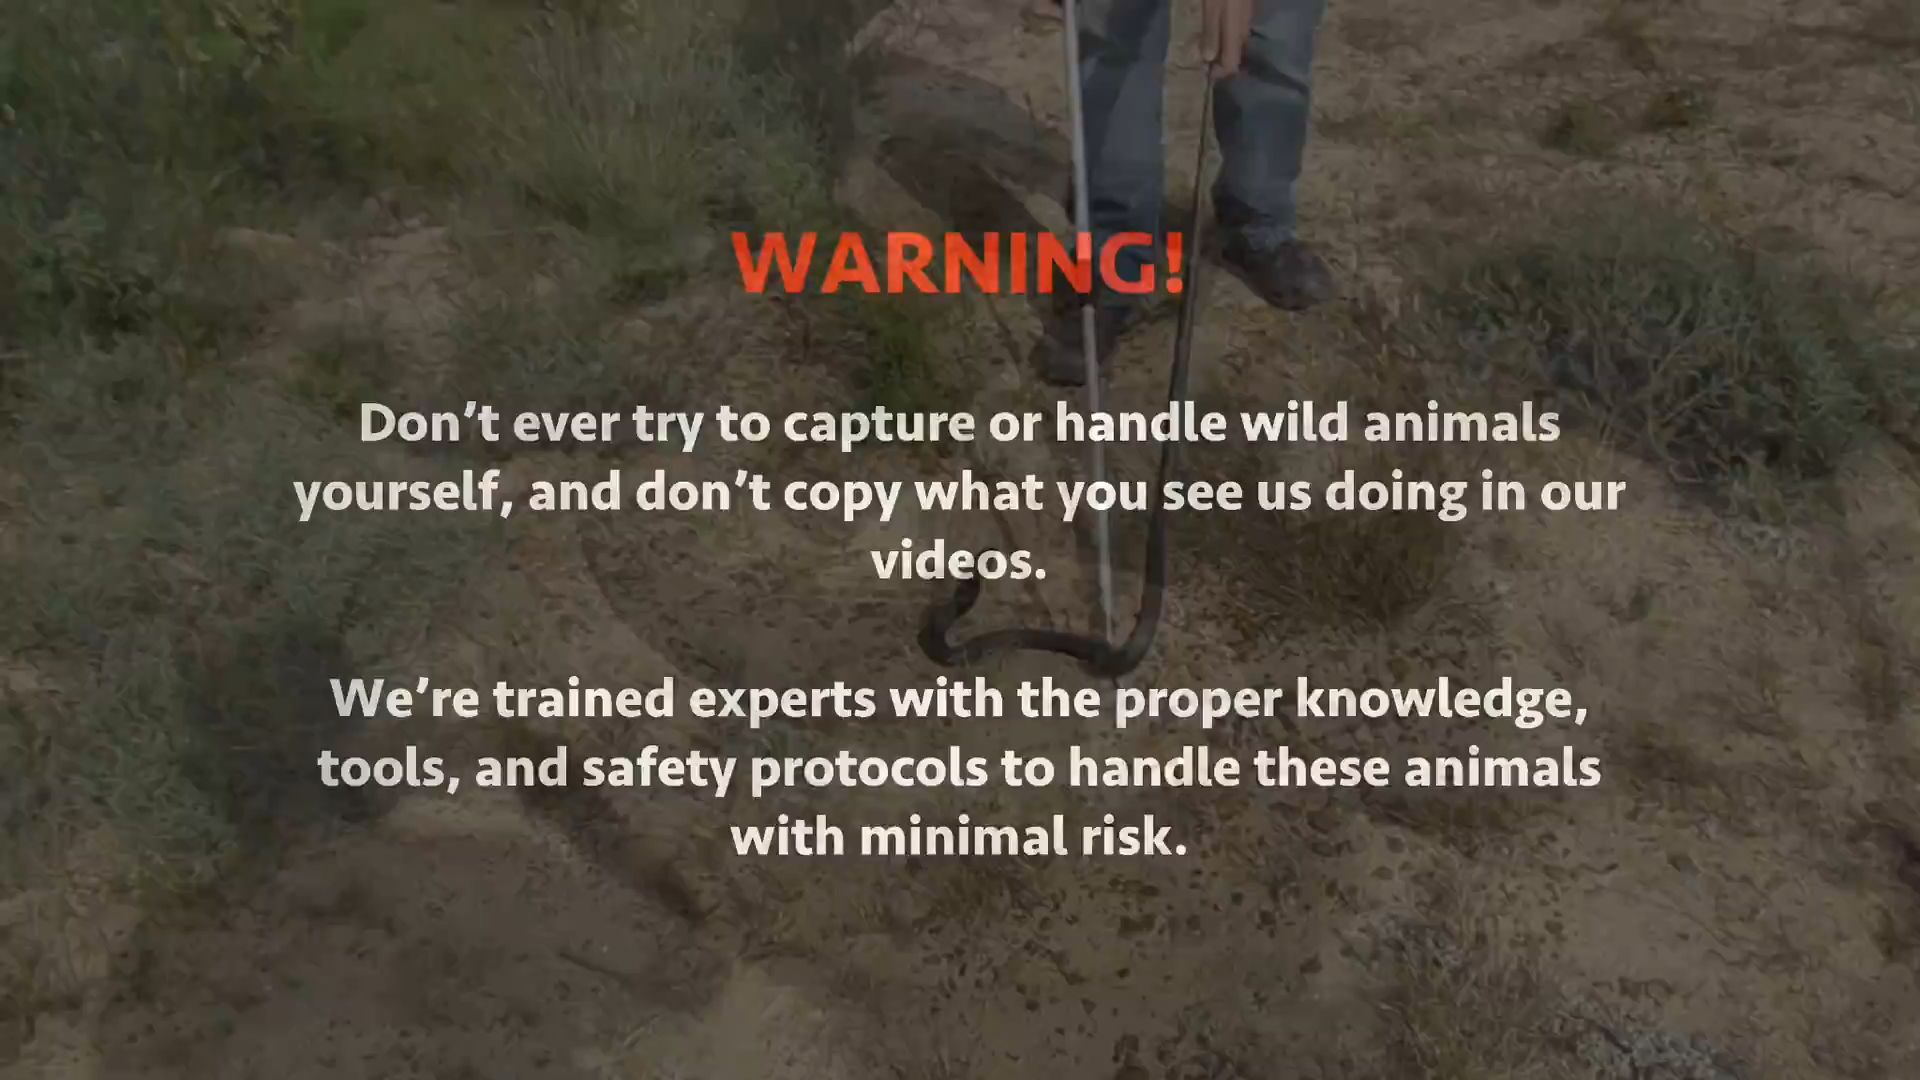 WARNING!
Don’t ever try to capture or handle wild animals
yourself, and don’t copy what you see us doing in our
videos.
We’re trained experts with the proper knowledge,
tools, and safety protocols to handle these animals
with minimal risk.